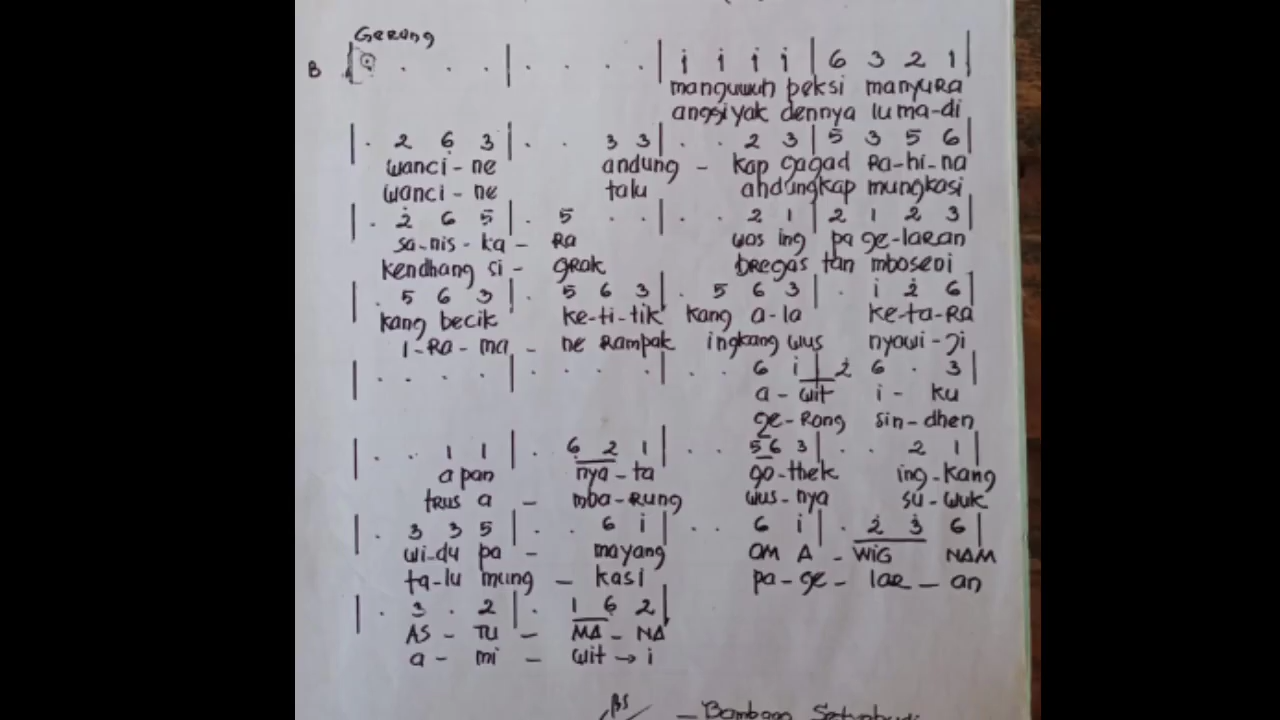 Gerong
B [ . . . . | . . . . | i i i i | 6 3 2 1 |
manguwuh peksi manyuRa
angsiyak dennya luma-di
| . 2 6̣ 3 | . . 3 3 | . . 2 3 | 5 3 5 6 |
wanci-ne andung - kap gagad Ra-hi-na
wanci-ne talu andungkap mungkasi
| . 2̇ 6 5 | . 5 . . | . . 2 1 | 2 1 2 3 |
sa-nis-ka - Ra wos ing pa ge-laran
kendhang si - grak bregas tan mboseni
| . 5 6 3 | . 5 6 3 | . 5 6 3 | . i 2̇ 6 |
kang becik ke-ti-tik kang a-la ke-ta-Ra
I-Ra-ma - ne Rampak ingkang wus nyawi-ji
| . . . . | . . . . | . . 6 i | 2̇ 6 . 3 |
a-wit i- ku
ge-Rong sin-dhen
| . . 1 1 | . 6̣ 2 1 | . . 56 3 | . . 2 1 |
apan nya-ta go-thek ing-kang
tRus a - mba-Rung wus-nya su-wuk
| . 3 3 5 | . . 6 i | . . 6 i | . 2̇ 3̇ 6 |
wi-du pa - mayang OM A - WIG NAM
ta-lu mung - kasi pa-ge-lar-an
| . 3 . 2 | . 1 6̣ 2 |
AS - TU - MA - NA
a - mi - wit → i
- Bambang